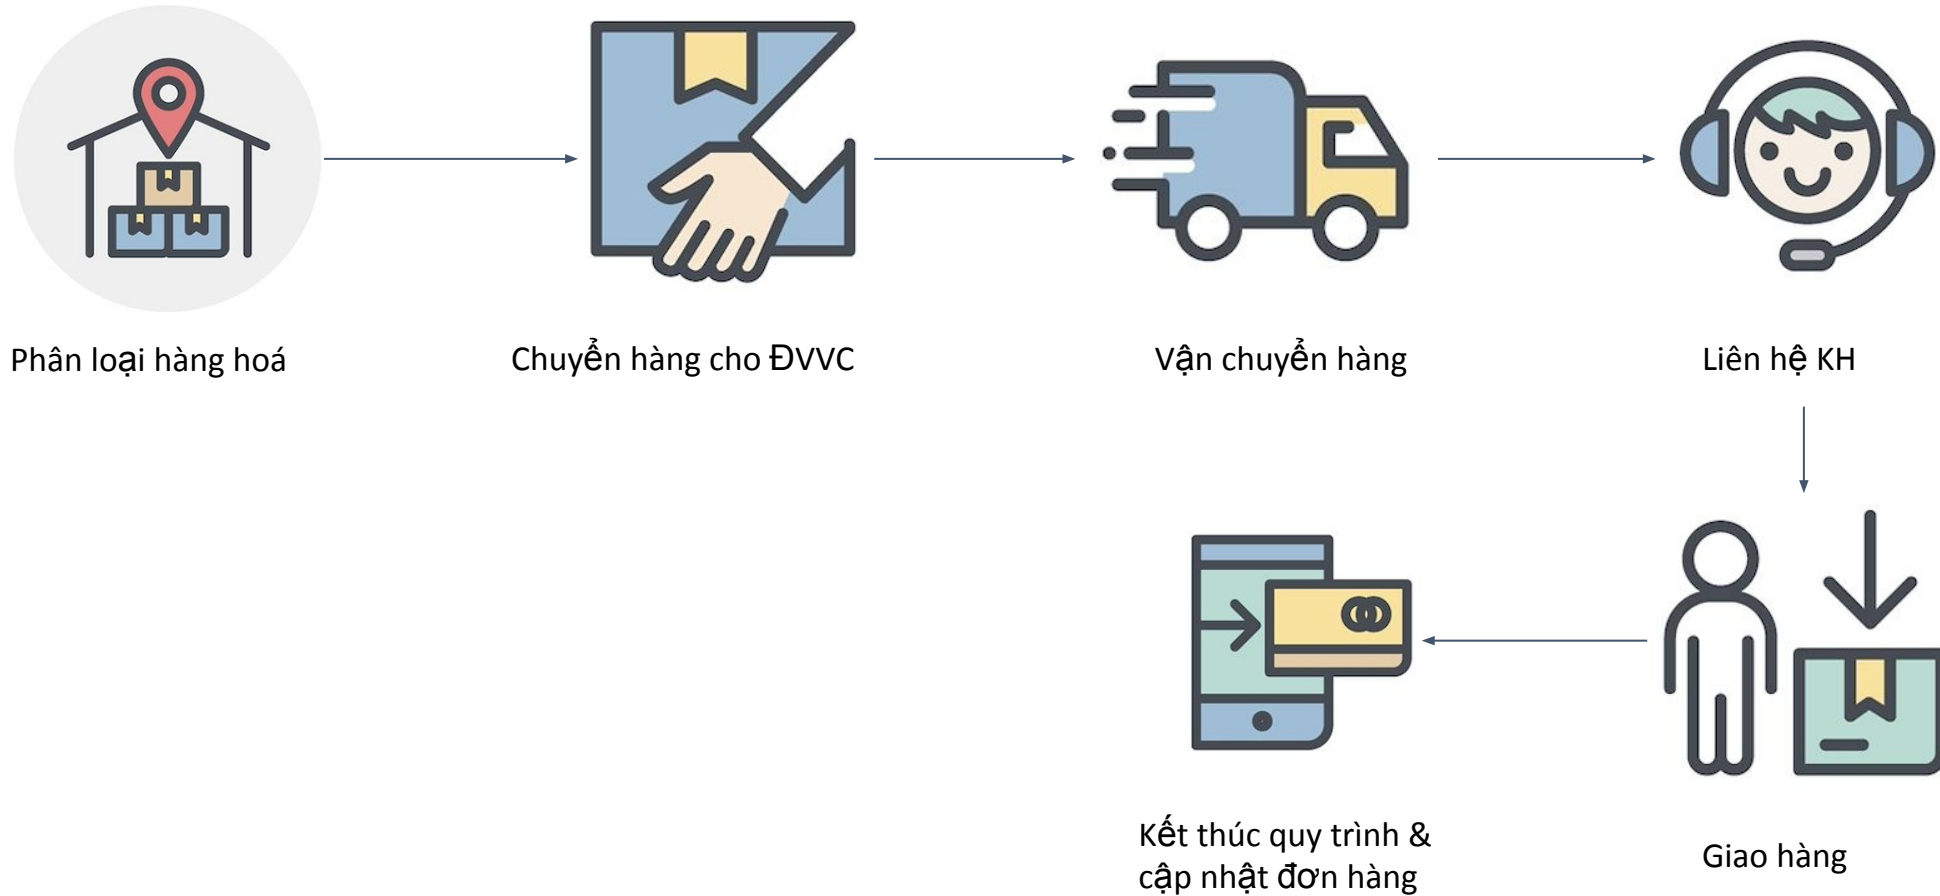 Phân loại hàng hoá
Chuyển hàng cho ĐVVC
Vận chuyển hàng
Liên hệ KH
Kết thúc quy trình &
cập nhật đơn hàng
Giao hàng